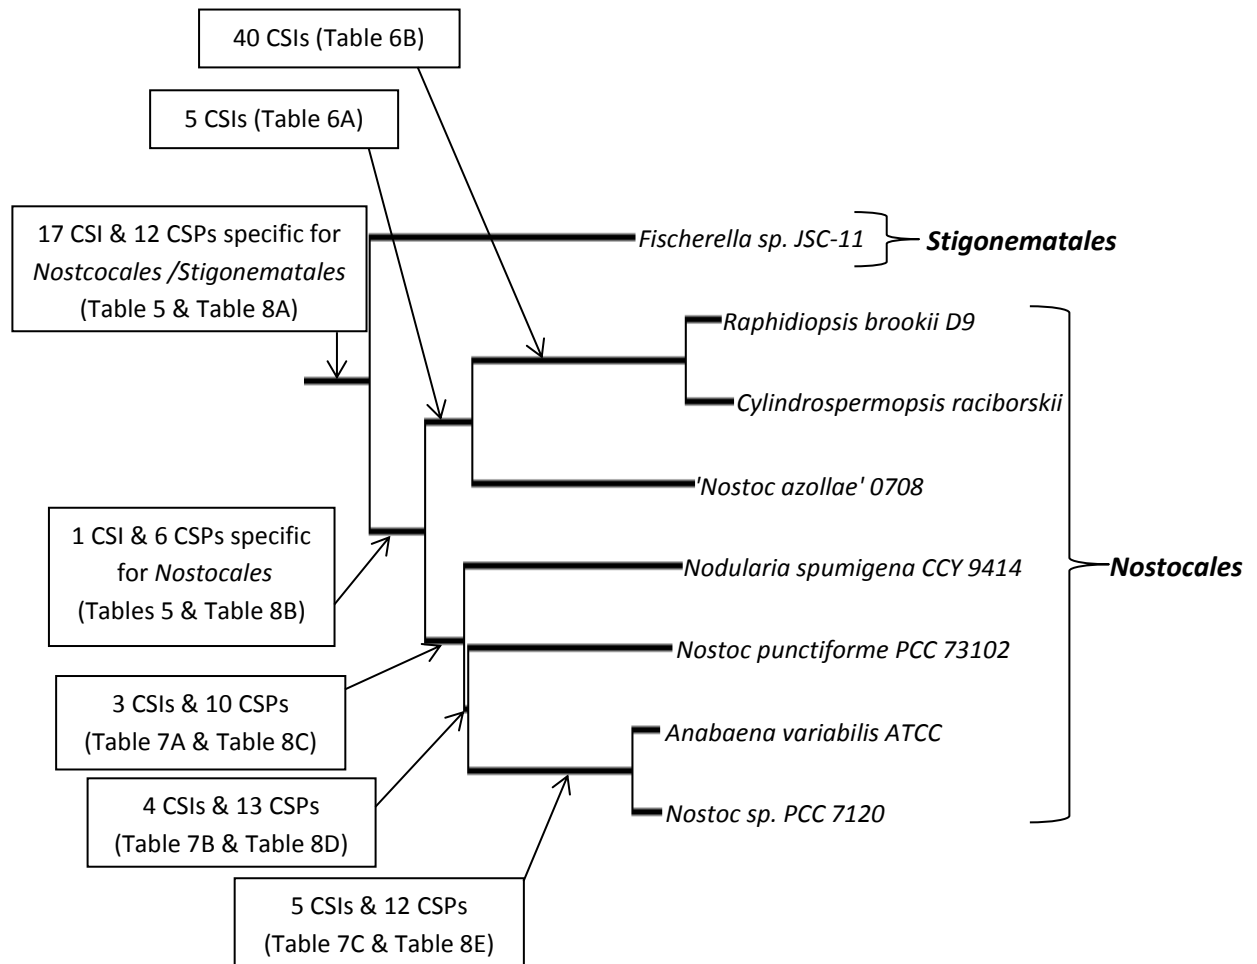 40 CSIs (Table 6B)
5 CSIs (Table 6A)
17 CSI & 12 CSPs specific for
Nostcocales /Stigonematales
(Table 5 & Table 8A)
Fischerella sp. JSC-11
Stigonematales
Raphidiopsis brookii D9
Cylindrospermopsis raciborskii
'Nostoc azollae' 0708
1 CSI & 6 CSPs specific
for Nostocales
(Tables 5 & Table 8B)
Nodularia spumigena CCY 9414
Nostocales
Nostoc punctiforme PCC 73102
3 CSIs & 10 CSPs
(Table 7A & Table 8C)
Anabaena variabilis ATCC
4 CSIs & 13 CSPs
(Table 7B & Table 8D)
Nostoc sp. PCC 7120
5 CSIs & 12 CSPs
(Table 7C & Table 8E)